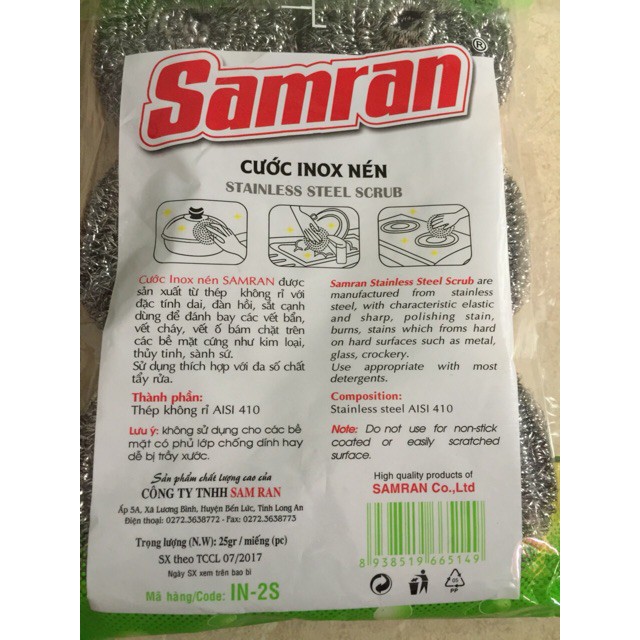 Samran®
CƯỚC INOX NÉN
STAINLESS STEEL SCRUB
Cước Inox nén SAMRAN được
sản xuất từ thép không rỉ với
đặc tính dai, đàn hồi, sắt cạnh
dùng để đánh bay các vết bẩn,
vết cháy, vết ố bám chặt trên
các bề mặt cứng như kim loại,
thủy tinh, sành sứ.
Sử dụng thích hợp với đa số chất
tẩy rửa.
Thành phần:
Thép không rỉ AISI 410
Lưu ý: không sử dụng cho các bề
mặt có phủ lớp chống dính hay
dễ bị trầy xước.
Samran Stainless Steel Scrub are
manufactured from stainless
steel, with characteristic elastic
and sharp, polishing stain,
burns, stains which froms hard
on hard surfaces such as metal,
glass, crockery.
Use appropriate with most
detergents.
Composition:
Stainless steel AISI 410
Note: Do not use for non-stick
coated or easily scratched
surface.
Sản phẩm chất lượng cao của
CÔNG TY TNHH SAM RAN
Ấp 5A, Xã Lương Bình, Huyện Bến Lức, Tỉnh Long An
Điện thoại: 0272.3638772 - Fax: 0272.3638773
Trọng lượng (N.W): 25gr / miếng (pc)
SX theo TCCL 07/2017
Ngày SX xem trên bao bì
Mã hàng/Code: IN-2S
High quality products of
SAMRAN Co.,Ltd
8 938519 665149
05
PP